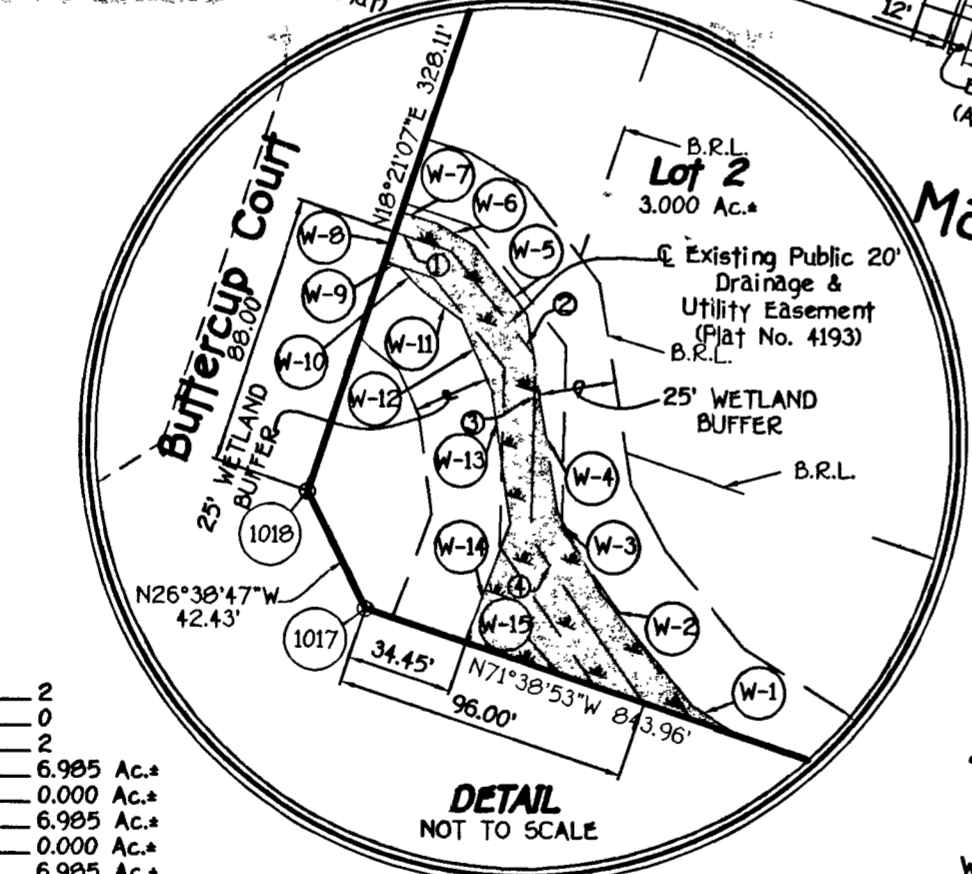 12'
N18°21'07"E 328.11'
B.R.L.
Lot 2
3.000 Ac.±
Buttercup Court
88.00'
W-7
W-6
W-8
W-5
W-9
1
W-10
W-11
2
℄ Existing Public 20'
Drainage &
Utility Easement
(Plat No. 4193)
B.R.L.
W-12
25' WETLAND
BUFFER
3
25' WETLAND
BUFFER
W-13
W-4
B.R.L.
1018
W-14
W-3
4
N26°38'47"W
42.43'
W-15
W-2
1017
34.45'
N71°38'53"W 843.96'
96.00'
W-1
DETAIL
NOT TO SCALE
2
0
2
6.985 Ac.±
0.000 Ac.±
6.985 Ac.±
0.000 Ac.±
6.985 Ac.±